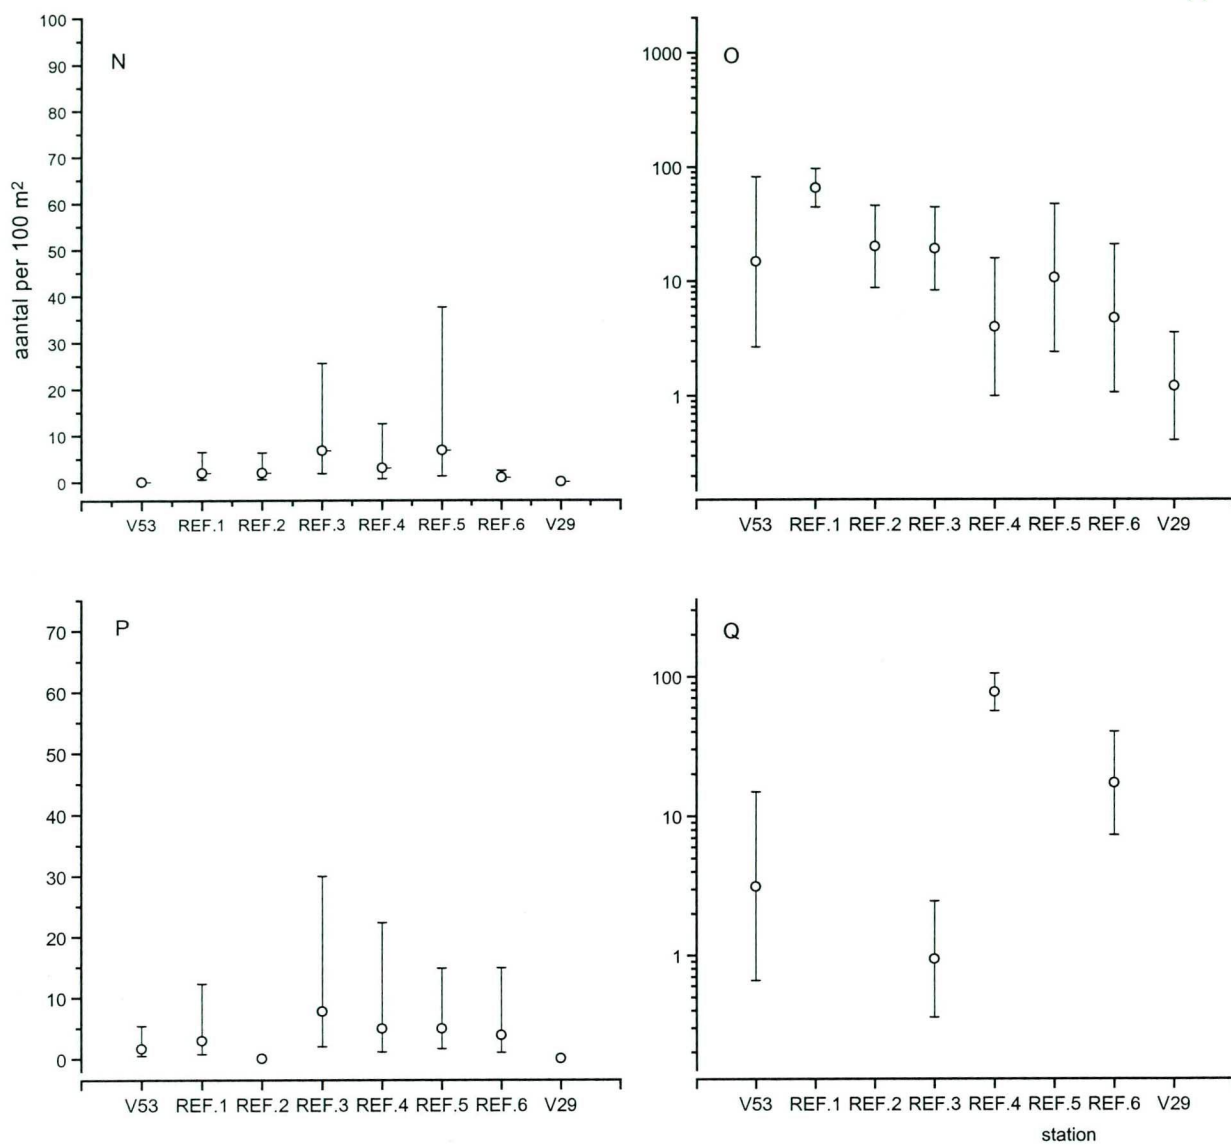 N
aantal per 100 m²
100
90
80
70
60
50
40
30
20
10
0
V53 REF.1 REF.2 REF.3 REF.4 REF.5 REF.6 V29
O
1000
100
10
1
V53 REF.1 REF.2 REF.3 REF.4 REF.5 REF.6 V29
P
70
60
50
40
30
20
10
0
V53 REF.1 REF.2 REF.3 REF.4 REF.5 REF.6 V29
Q
100
10
1
V53 REF.1 REF.2 REF.3 REF.4 REF.5 REF.6 V29
station